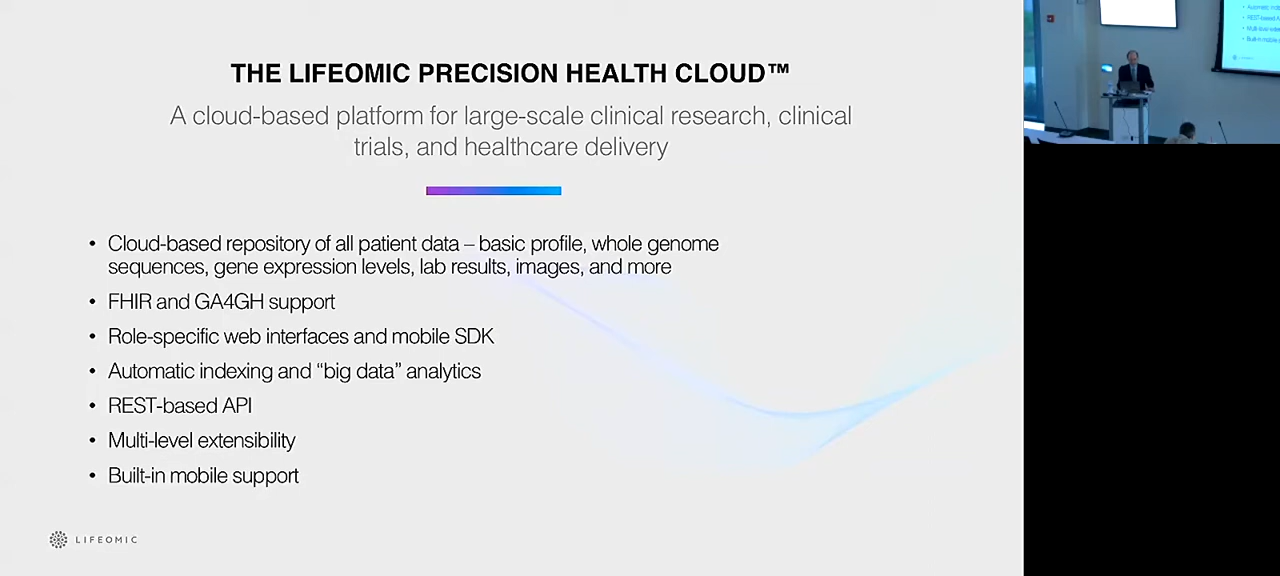 THE LIFEOMIC PRECISION HEALTH CLOUD™
A cloud-based platform for large-scale clinical research, clinical
trials, and healthcare delivery
• Cloud-based repository of all patient data – basic profile, whole genome
sequences, gene expression levels, lab results, images, and more
• FHIR and GA4GH support
• Role-specific web interfaces and mobile SDK
• Automatic indexing and “big data” analytics
• REST-based API
• Multi-level extensibility
• Built-in mobile support
LIFEOMIC